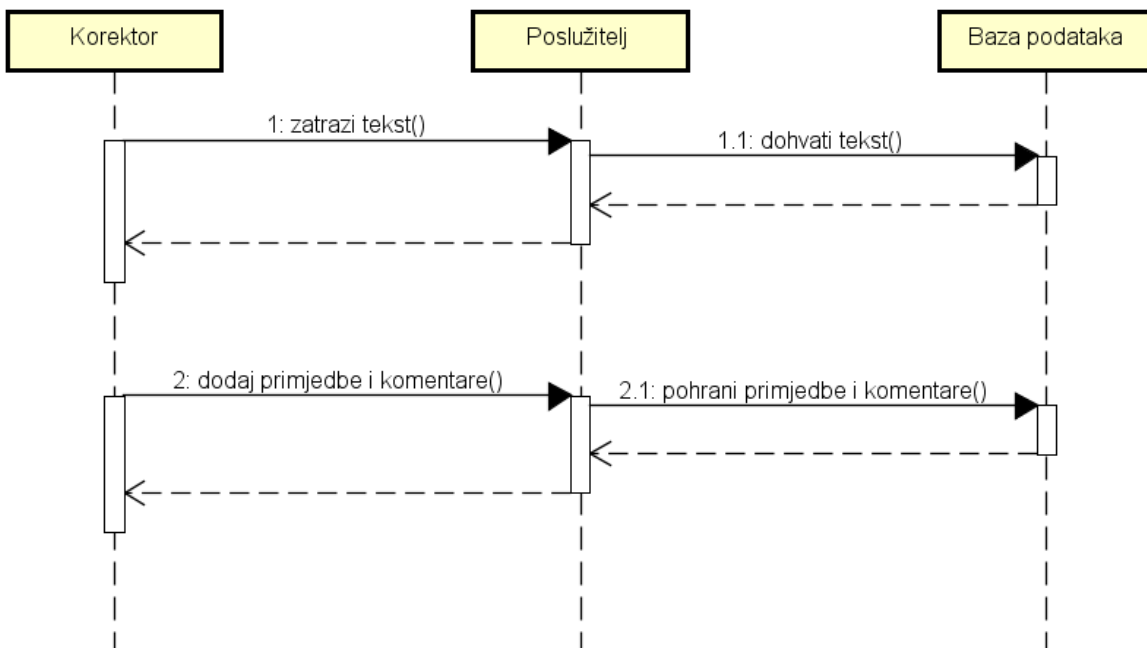 Korektor
Poslužitelj
Baza podataka
1: zatrazi tekst()
1.1: dohvati tekst()
2: dodaj primjedbe i komentare()
2.1: pohrani primjedbe i komentare()